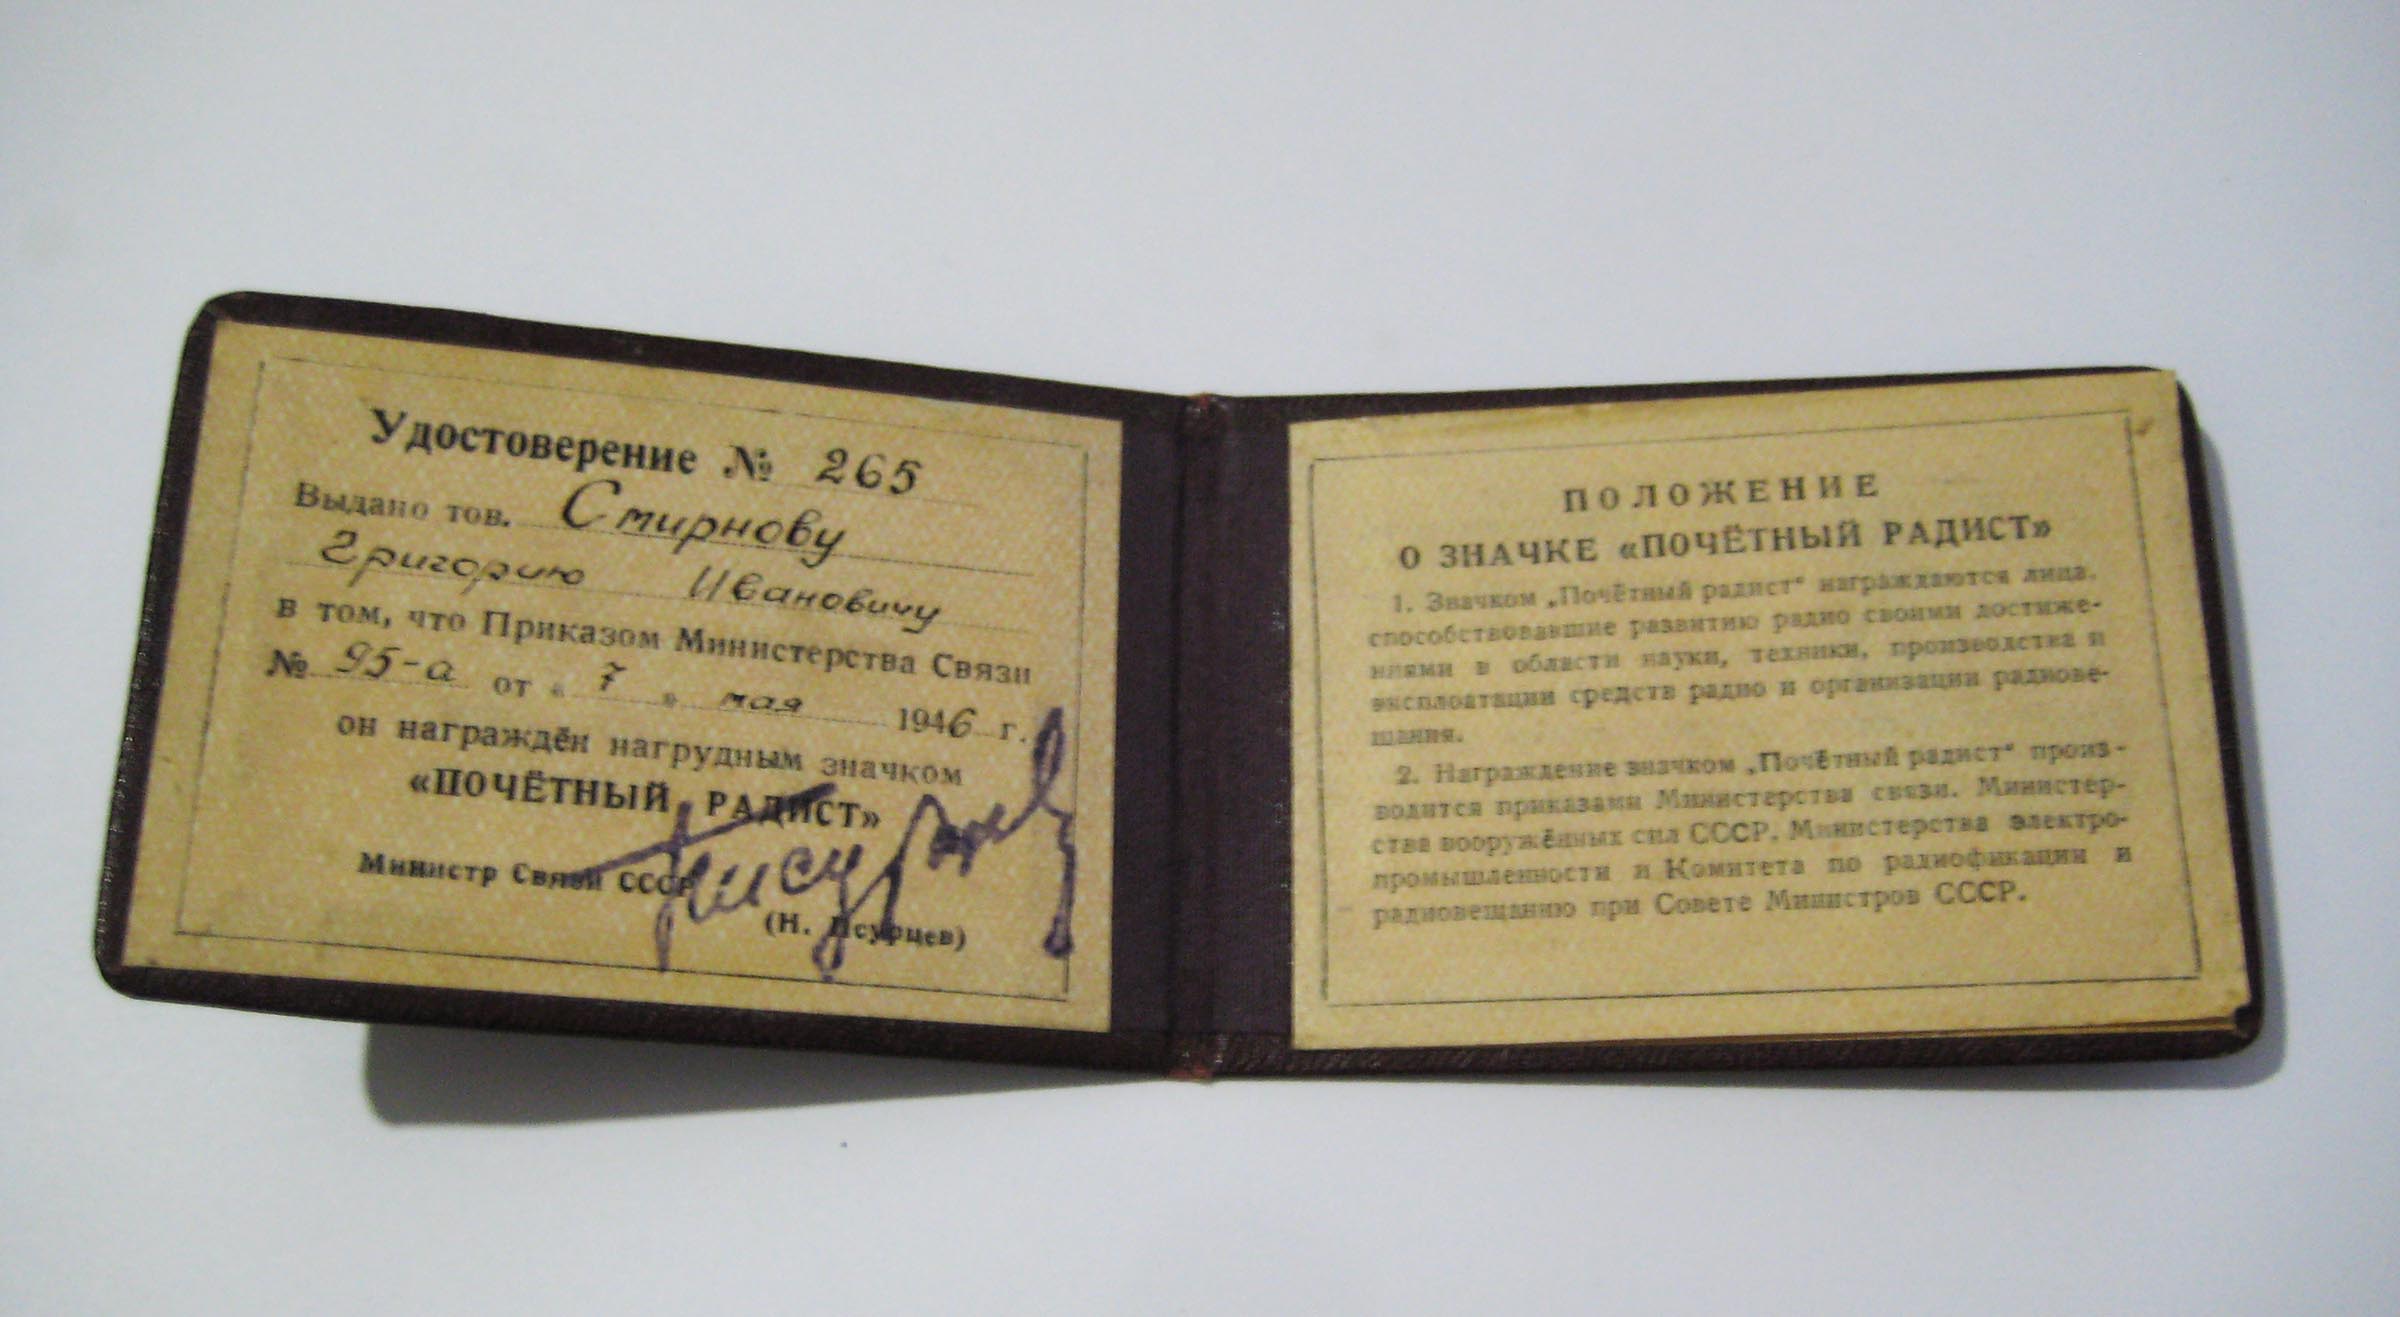 Удостоверение № 265
Выдано тов. Смирнову
Григорию Ивановичу
в том, что Приказом Министерства Связи
№ 95-а от « 7 » мая 1946 г.
он награждён нагрудным значком
«ПОЧЁТНЫЙ РАДИСТ»
Министр Связи СССР
(Н. Псурцев)
ПОЛОЖЕНИЕ
О ЗНАЧКЕ «ПОЧЁТНЫЙ РАДИСТ»
1. Значком „Почётный радист“ награждаются лица,
способствовавшие развитию радио своими достиже-
ниями в области науки, техники, производства и
эксплоатации средств радио и организации радиове-
щания.
2. Награждение значком „Почётный радист“ произ-
водится приказами Министерства связи, Министер-
ства вооружённых сил СССР, Министерства электро-
промышленности и Комитета по радиофикации и
радиовещанию при Совете Министров СССР.